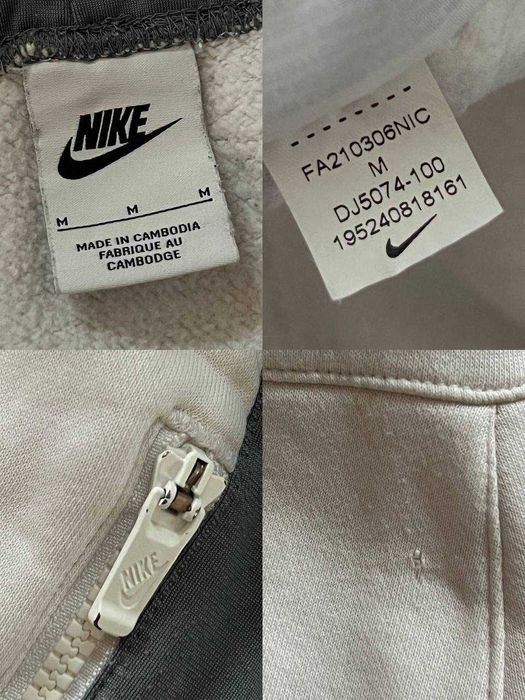 NIKE
M M M
MADE IN CAMBODIA
FABRIQUE AU
CAMBODGE
FA210306NIC
M
DJ5074-100
195240818161
NIKE